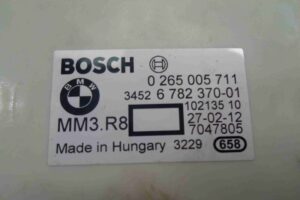 BOSCH
BMW
0 265 005 711
3452 6 782 370-01
102135 10
MM3.R8
27-02-12
7047805
Made in Hungary 3229 658